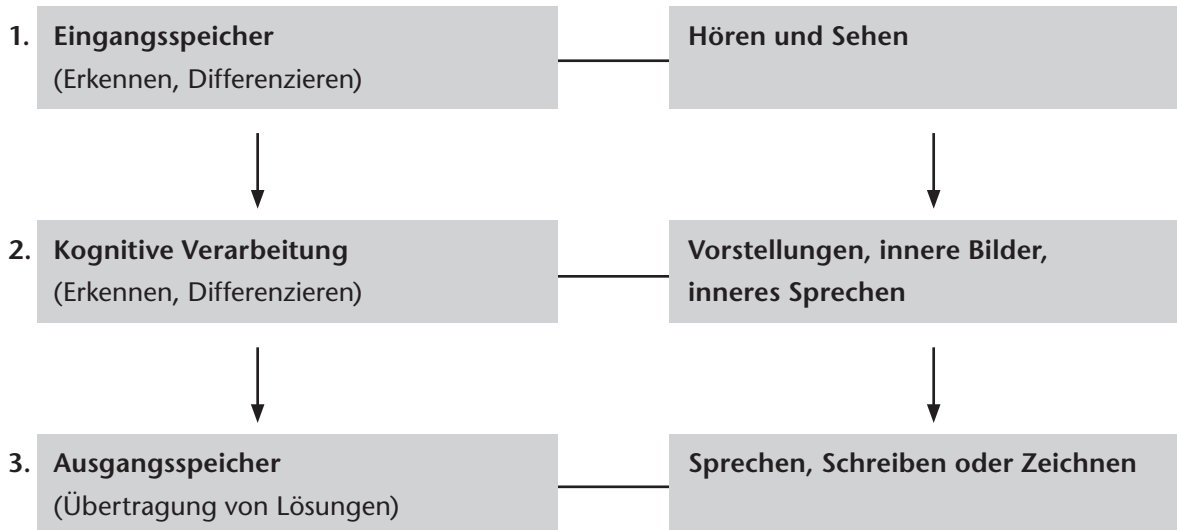 1. Eingangsspeicher
(Erkennen, Differenzieren)
Hören und Sehen
2. Kognitive Verarbeitung
(Erkennen, Differenzieren)
Vorstellungen, innere Bilder,
inneres Sprechen
3. Ausgangsspeicher
(Übertragung von Lösungen)
Sprechen, Schreiben oder Zeichnen